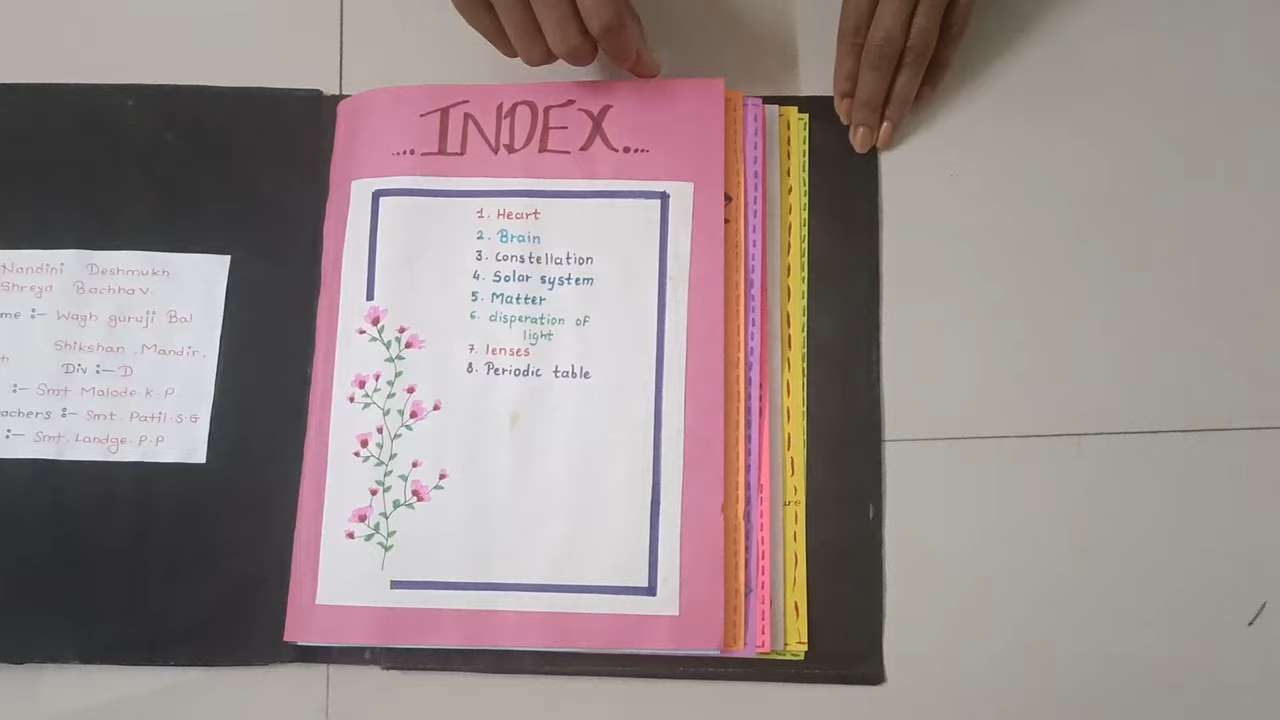 Nandini Deshmukh
Shreya Bachhav.
me :- Wagh guruji Bal
Shikshan . Mandir .
Div :- D
:- Smt. Malode K.P.
achers :- Smt. Patil.S.G
:- Smt. Landge.P.P
....INDEX....
1. Heart
2. Brain
3. Constellation
4. Solar system
5. Matter
6. disperation of
light
7. lenses
8. Periodic table